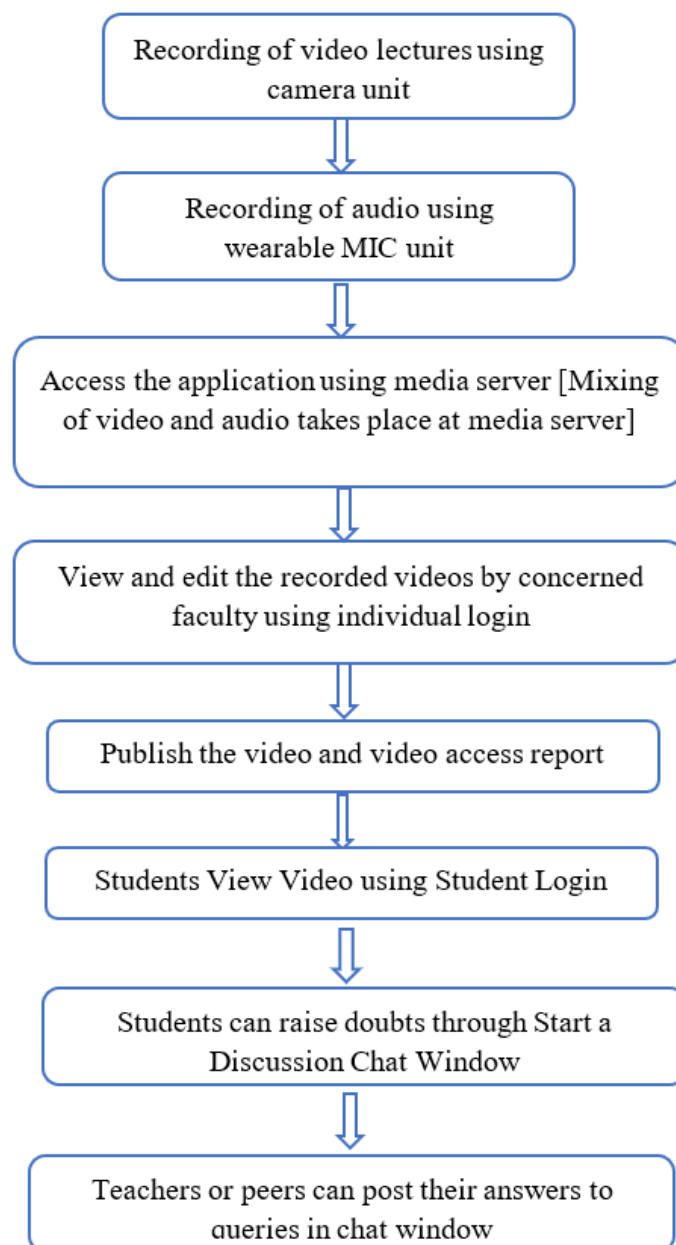 Recording of video lectures using
camera unit
Recording of audio using
wearable MIC unit
Access the application using media server [Mixing
of video and audio takes place at media server]
View and edit the recorded videos by concerned
faculty using individual login
Publish the video and video access report
Students View Video using Student Login
Students can raise doubts through Start a
Discussion Chat Window
Teachers or peers can post their answers to
queries in chat window